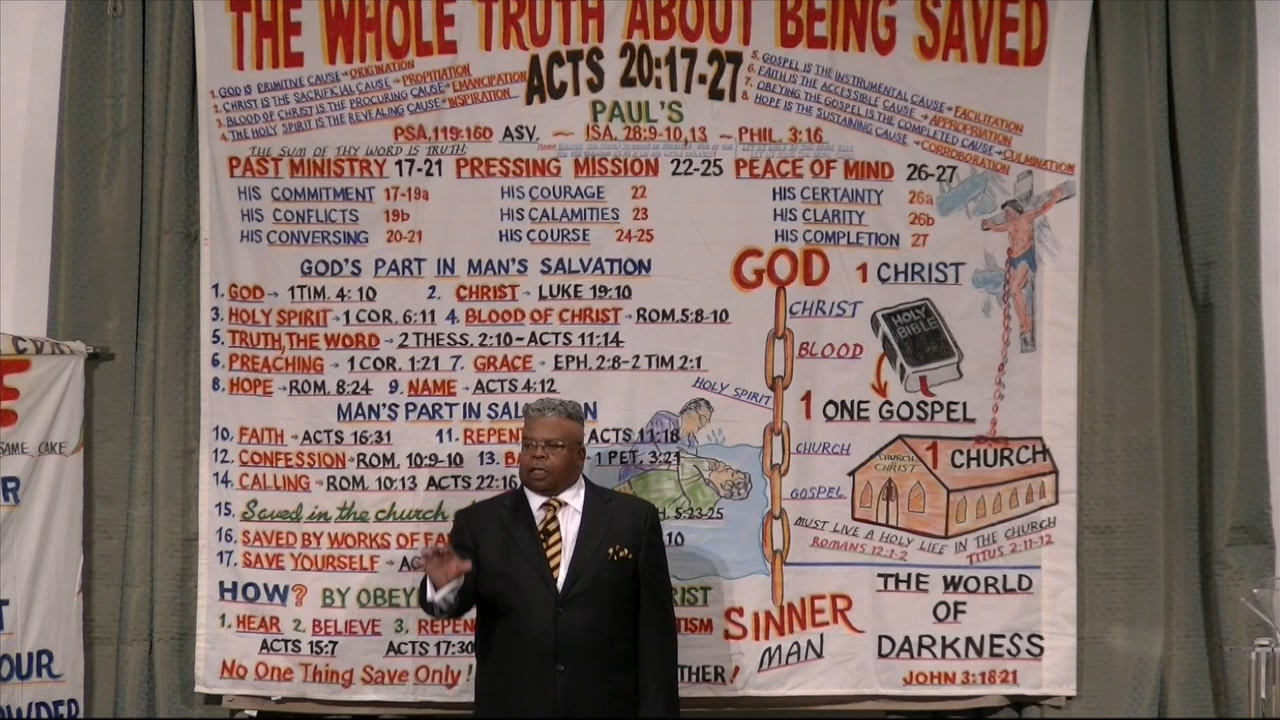 THE WHOLE TRUTH ABOUT BEING SAVED
ACTS 20:17-27
1. GOD IS PRIMITIVE CAUSE → ORIGINATION
2. CHRIST IS THE SACRIFICIAL CAUSE → PROPITIATION
3. BLOOD OF CHRIST IS THE PROCURING CAUSE → EMANCIPATION
4. THE HOLY SPIRIT IS THE REVEALING CAUSE → INSPIRATION
5. GOSPEL IS THE INSTRUMENTAL CAUSE → FACILITATION
6. FAITH IS THE ACCESSIBLE CAUSE → APPROPRIATION
7. OBEYING THE GOSPEL IS THE COMPLETED CAUSE → CULMINATION
8. HOPE IS THE SUSTAINING CAUSE → CORROBORATION
PAUL'S
PSA, 119:160 ASV. ~ ISA. 28:9-10,13 ~ PHIL. 3:16
THE SUM OF THY WORD IS TRUTH:
PAST MINISTRY 17-21 PRESSING MISSION 22-25 PEACE OF MIND 26-27
HIS COMMITMENT 17-19a HIS COURAGE 22 HIS CERTAINTY 26a
HIS CONFLICTS 19b HIS CALAMITIES 23 HIS CLARITY 26b
HIS CONVERSING 20-21 HIS COURSE 24-25 HIS COMPLETION 27
GOD'S PART IN MAN'S SALVATION
1. GOD → 1TIM. 4:10 2. CHRIST → LUKE 19:10
3. HOLY SPIRIT → 1 COR. 6:11 4. BLOOD OF CHRIST → ROM. 5:8-10
5. TRUTH, THE WORD → 2 THESS. 2:10 - ACTS 11:14
6. PREACHING → 1 COR. 1:21 7. GRACE → EPH. 2:8-2 TIM 2:1
8. HOPE → ROM. 8:24 9. NAME → ACTS 4:12
MAN'S PART IN SAL N
10. FAITH → ACTS 16:31 11. REPEN ACTS 11:18
12. CONFESSION → ROM. 10:9-10 13. BA 1 PET. 3:21
14. CALLING → ROM. 10:13 ACTS 22:16
15. Saved in the church 5:23-25
16. SAVED BY WORKS OF FA 10
17. SAVE YOURSELF → AC
HOW? BY OBEYI RIST
1. HEAR 2. BELIEVE 3. REPEN TISM
ACTS 15:7 ACTS 17:30
No One Thing Save Only! THER!
GOD 1 CHRIST
CHRIST
BLOOD
HOLY BIBLE
HOLY SPIRIT
1 ONE GOSPEL
CHURCH
CHURCH OF CHRIST
1 CHURCH
GOSPEL
MUST LIVE A HOLY LIFE IN THE CHURCH
ROMANS 12:1-2 TITUS 2:11-12
SINNER
MAN
THE WORLD
OF
DARKNESS
JOHN 3:18-21
E
SAME CAKE
R
T
OUR
OWDER